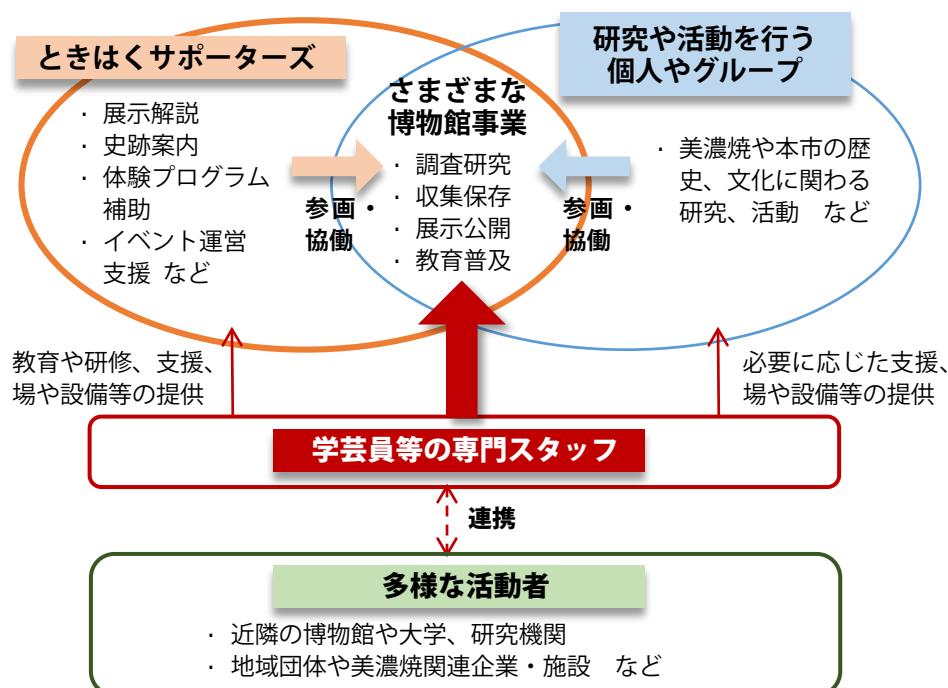 ときはくサポーターズ
・ 展示解説
・ 史跡案内
・ 体験プログラム
補助
・ イベント運営
支援 など
参画・
協働
さまざまな
博物館事業
・ 調査研究
・ 収集保存
・ 展示公開
・ 教育普及
研究や活動を行う
個人やグループ
・ 美濃焼や本市の歴
史、文化に関わる
研究、活動　など
参画・
協働
教育や研修、支援、
場や設備等の提供
必要に応じた支援、
場や設備等の提供
学芸員等の専門スタッフ
連携
多様な活動者
・ 近隣の博物館や大学、研究機関
・ 地域団体や美濃焼関連企業・施設　など